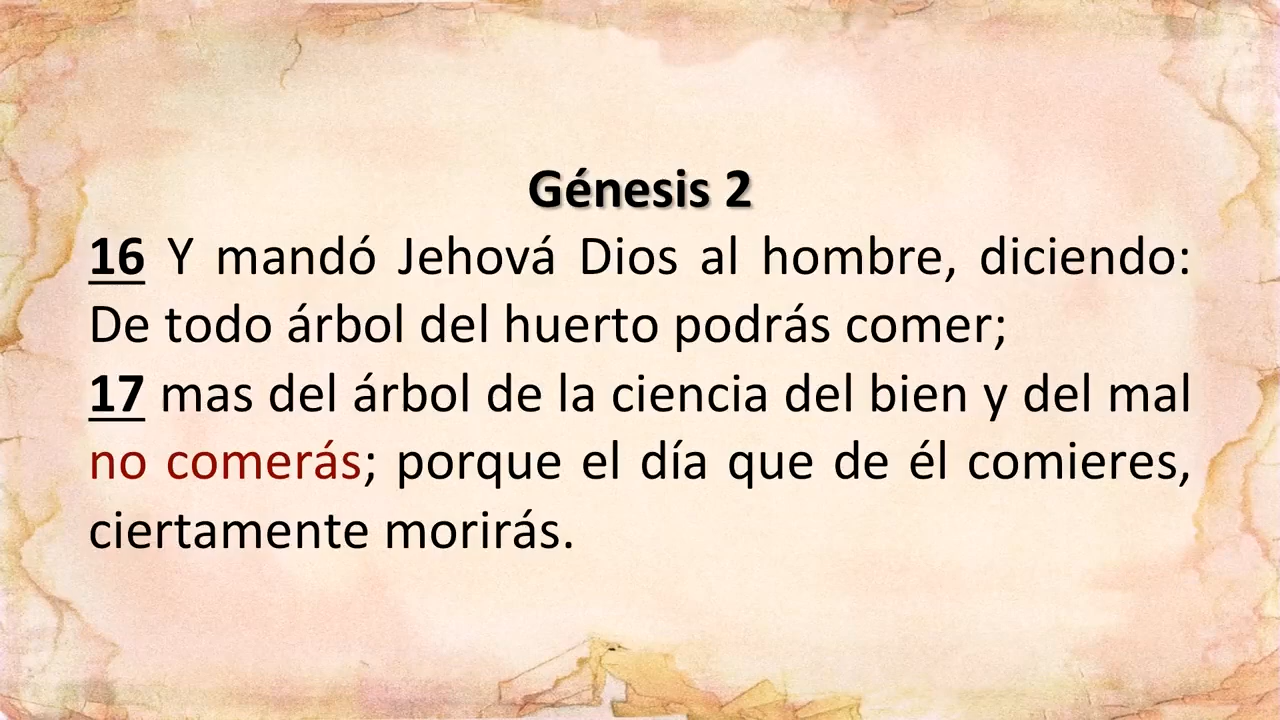 Génesis 2
16 Y mandó Jehová Dios al hombre, diciendo:
De todo árbol del huerto podrás comer;
17 mas del árbol de la ciencia del bien y del mal
no comerás; porque el día que de él comieres,
ciertamente morirás.